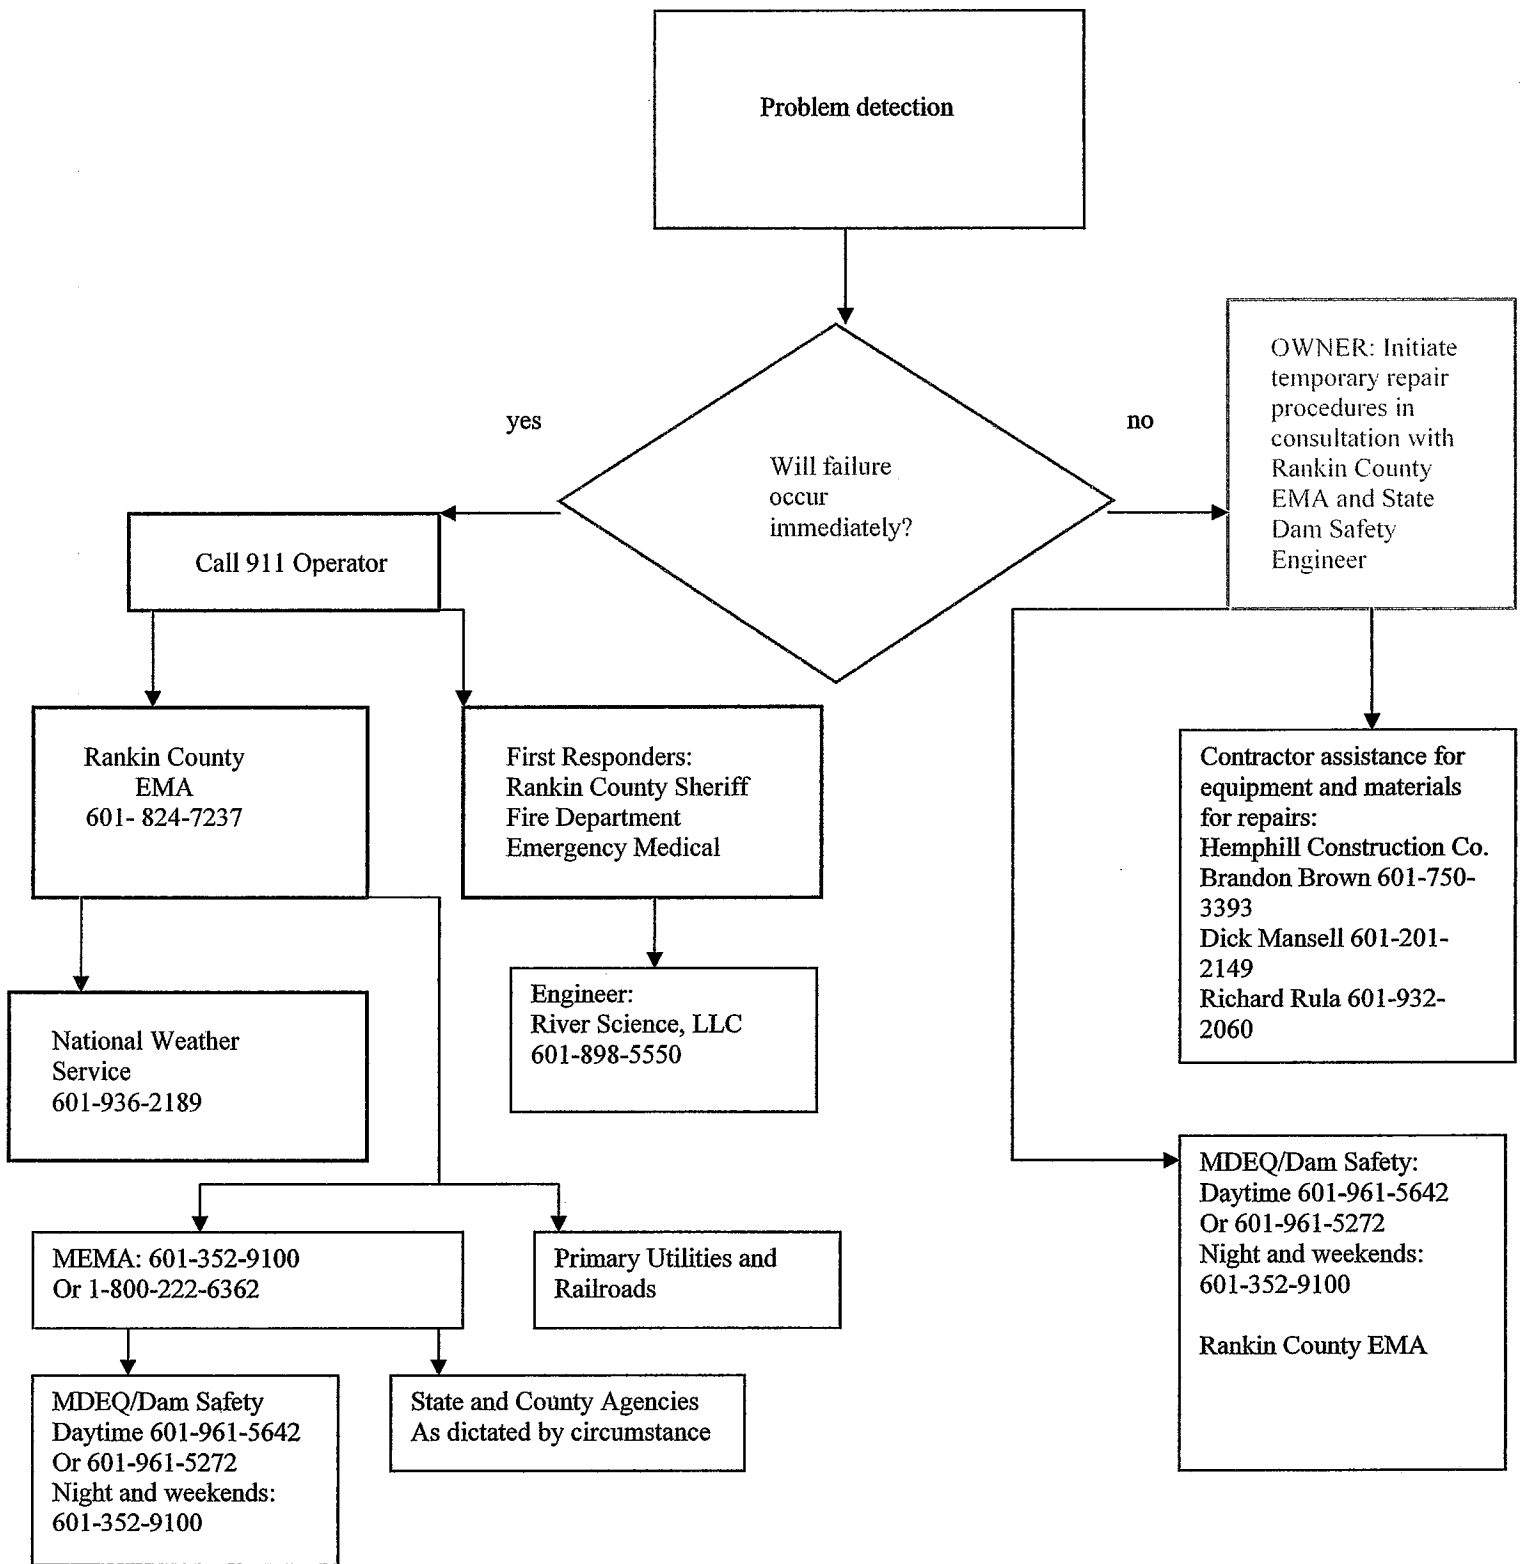 Problem detection
yes
no
Will failure
occur
immediately?
OWNER: Initiate
temporary repair
procedures in
consultation with
Rankin County
EMA and State
Dam Safety
Engineer
Call 911 Operator
Rankin County
EMA
601- 824-7237
First Responders:
Rankin County Sheriff
Fire Department
Emergency Medical
Contractor assistance for
equipment and materials
for repairs:
Hemphill Construction Co.
Brandon Brown 601-750-
3393
Dick Mansell 601-201-
2149
Richard Rula 601-932-
2060
National Weather
Service
601-936-2189
Engineer:
River Science, LLC
601-898-5550
MDEQ/Dam Safety:
Daytime 601-961-5642
Or 601-961-5272
Night and weekends:
601-352-9100
Rankin County EMA
MEMA: 601-352-9100
Or 1-800-222-6362
Primary Utilities and
Railroads
MDEQ/Dam Safety
Daytime 601-961-5642
Or 601-961-5272
Night and weekends:
601-352-9100
State and County Agencies
As dictated by circumstance